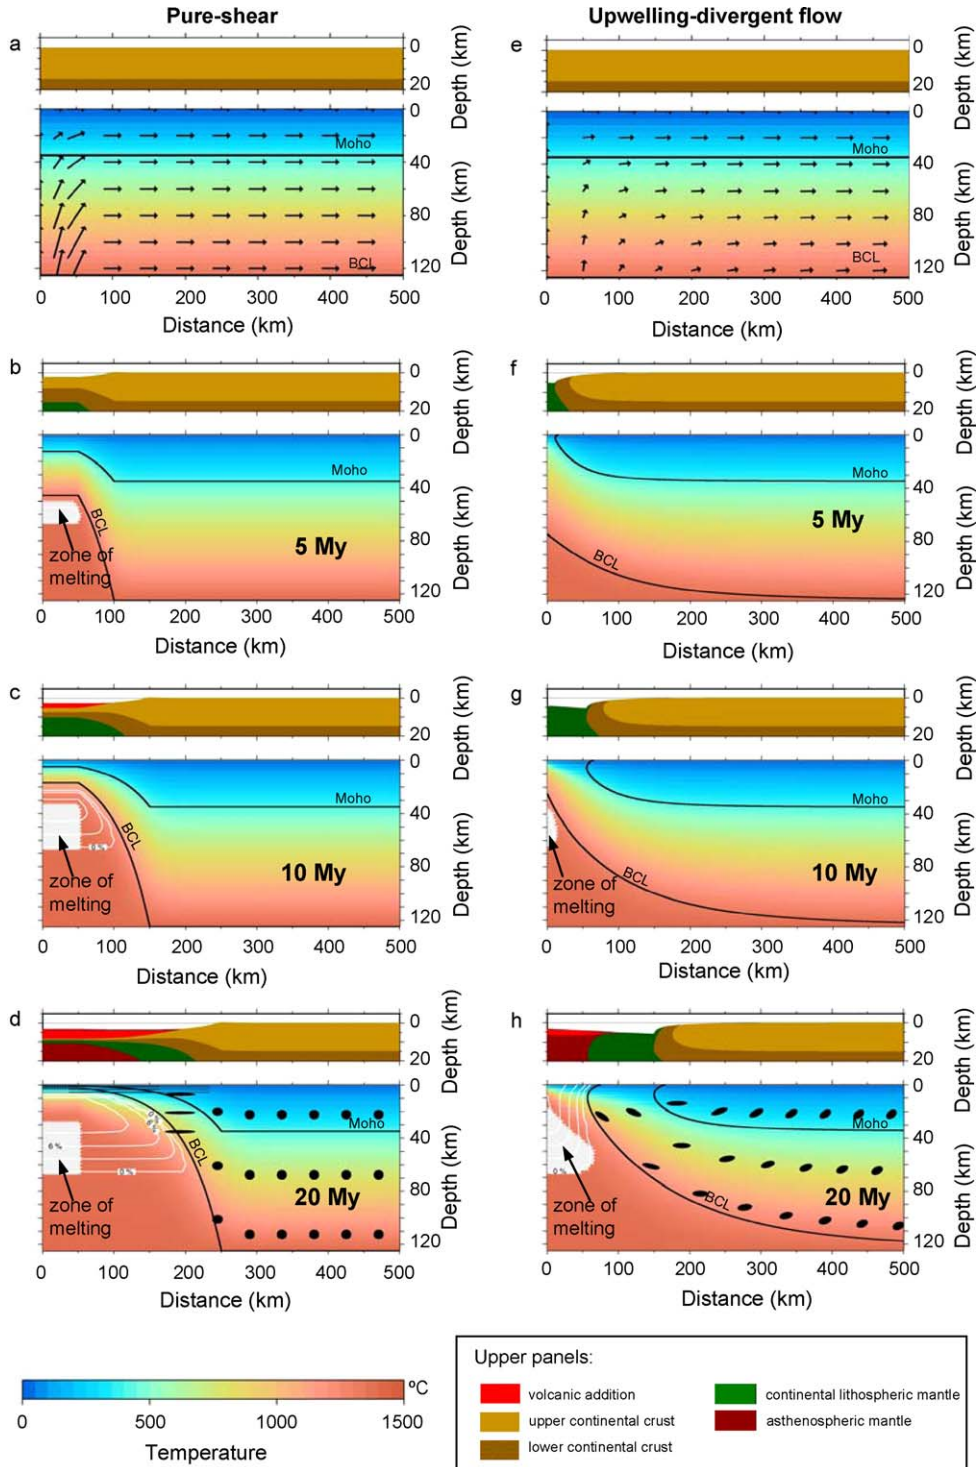 Pure-shear
Upwelling-divergent flow
a
0
20
Depth (km)
Moho
BCL
0
40
80
120
Depth (km)
0 100 200 300 400 500
Distance (km)
e
0
20
Depth (km)
Moho
BCL
0
40
80
120
Depth (km)
0 100 200 300 400 500
Distance (km)
b
0
20
Depth (km)
Moho
BCL
zone of
melting
5 My
0
40
80
120
Depth (km)
0 100 200 300 400 500
Distance (km)
f
0
20
Depth (km)
Moho
BCL
5 My
0
40
80
120
Depth (km)
0 100 200 300 400 500
Distance (km)
c
0
20
Depth (km)
Moho
BCL
0 %
zone of
melting
10 My
0
40
80
120
Depth (km)
0 100 200 300 400 500
Distance (km)
g
0
20
Depth (km)
Moho
BCL
zone of
melting
10 My
0
40
80
120
Depth (km)
0 100 200 300 400 500
Distance (km)
d
0
20
Depth (km)
Moho
BCL
6 %
0 %
zone of
melting
20 My
0
40
80
120
Depth (km)
0 100 200 300 400 500
Distance (km)
h
0
20
Depth (km)
Moho
BCL
0 %
zone of
melting
20 My
0
40
80
120
Depth (km)
0 100 200 300 400 500
Distance (km)
ºC
0 500 1000 1500
Temperature
Upper panels:
volcanic addition
upper continental crust
lower continental crust
continental lithospheric mantle
asthenospheric mantle